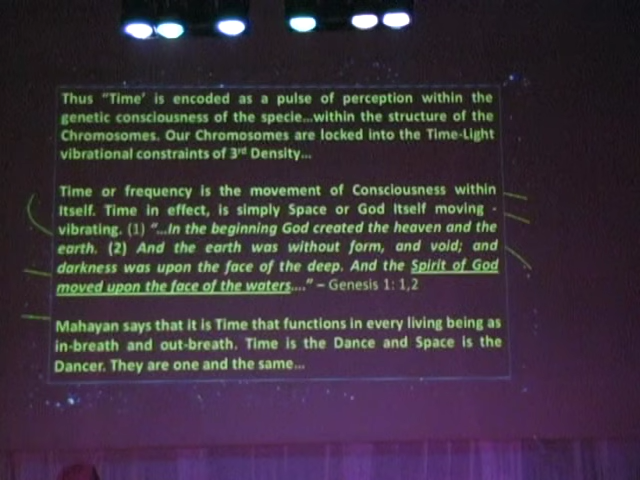 Thus “Time’ is encoded as a pulse of perception within the
genetic consciousness of the specie...within the structure of the
Chromosomes. Our Chromosomes are locked into the Time-Light
vibrational constraints of 3rd Density...
Time or frequency is the movement of Consciousness within
Itself. Time in effect, is simply Space or God Itself moving -
vibrating. (1) “...In the beginning God created the heaven and the
earth. (2) And the earth was without form, and void; and
darkness was upon the face of the deep. And the Spirit of God
moved upon the face of the waters....” – Genesis 1: 1,2
Mahayan says that it is Time that functions in every living being as
in-breath and out-breath. Time is the Dance and Space is the
Dancer. They are one and the same...